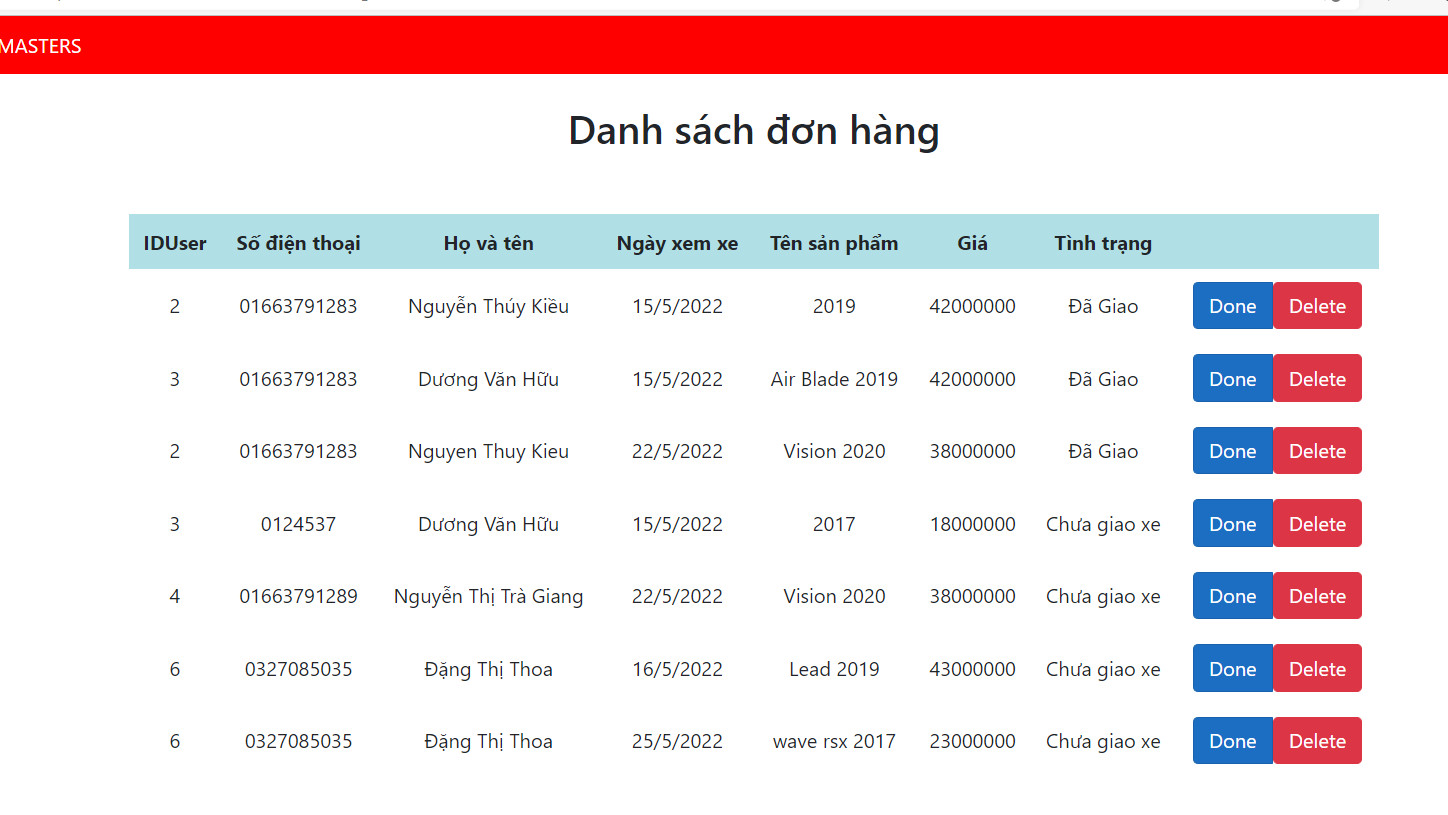 MASTERS
Danh sách đơn hàng
IDUser Số điện thoại Họ và tên Ngày xem xe Tên sản phẩm Giá Tình trạng
2 01663791283 Nguyễn Thúy Kiều 15/5/2022 2019 42000000 Đã Giao Done Delete
3 01663791283 Dương Văn Hữu 15/5/2022 Air Blade 2019 42000000 Đã Giao Done Delete
2 01663791283 Nguyen Thuy Kieu 22/5/2022 Vision 2020 38000000 Đã Giao Done Delete
3 0124537 Dương Văn Hữu 15/5/2022 2017 18000000 Chưa giao xe Done Delete
4 01663791289 Nguyễn Thị Trà Giang 22/5/2022 Vision 2020 38000000 Chưa giao xe Done Delete
6 0327085035 Đặng Thị Thoa 16/5/2022 Lead 2019 43000000 Chưa giao xe Done Delete
6 0327085035 Đặng Thị Thoa 25/5/2022 wave rsx 2017 23000000 Chưa giao xe Done Delete